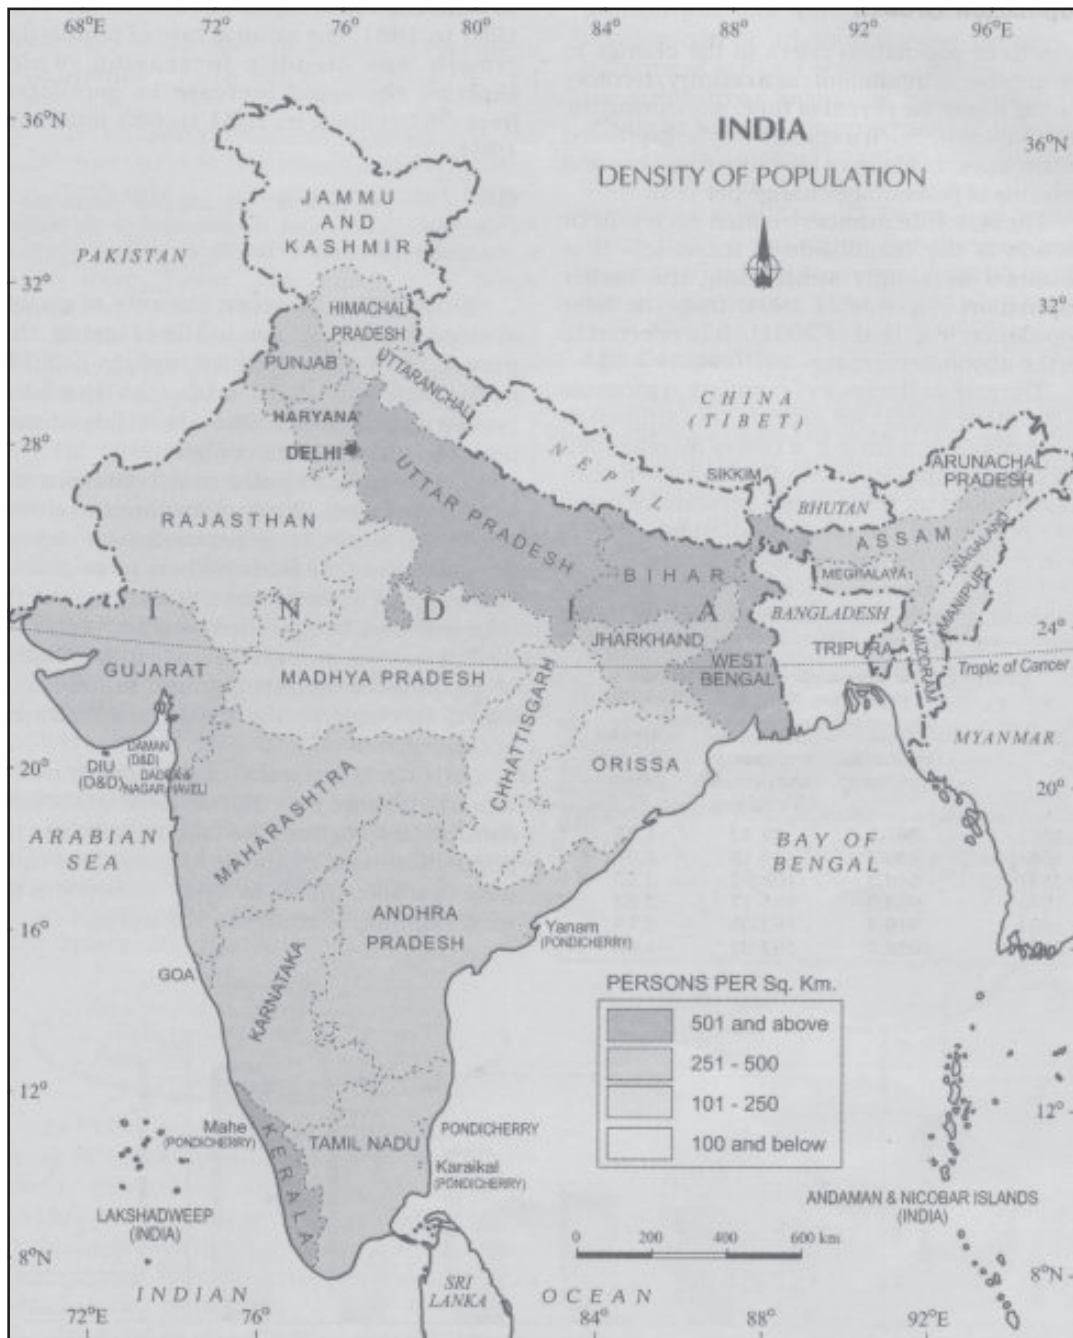 68°E
72°
76°
80
84
88°
92°
96°E
36°N
36°N
INDIA
DENSITY OF POPULATION
JAMMU
AND
KASHMIR
PAKISTAN
32°
32°
HIMACHAL
PRADESH
PUNJAB
UTTARANCHAL
CHINA
(TIBET)
HARYANA
DELHI
28°
NEPAL
SIKKIM
ARUNACHAL
PRADESH
BHUTAN
RAJASTHAN
UTTAR PRADESH
ASSAM
NAGALAND
BIHAR
MEGHALAYA
MANIPUR
I N D I A
BANGLADESH
24°
JHARKHAND
TRIPURA
MIZORAM
Tropic of Cancer
GUJARAT
MADHYA PRADESH
WEST
BENGAL
CHHATTISGARH
MYANMAR
DAMAN
(D&D)
DIU
(D&D)
DADRA &
NAGAR HAVELI
20°
20°
ORISSA
MAHARASHTRA
ARABIAN
SEA
BAY OF
BENGAL
ANDHRA
PRADESH
Yanam
(PONDICHERRY)
16°
16°
GOA
KARNATAKA
PERSONS PER Sq. Km.
501 and above
251 - 500
101 - 250
100 and below
12°
12°
Mahe
(PONDICHERRY)
TAMIL NADU
PONDICHERRY
KERALA
Karaikal
(PONDICHERRY)
LAKSHADWEEP
(INDIA)
ANDAMAN & NICOBAR ISLANDS
(INDIA)
0 200 400 600 km
8°N
8°N
INDIAN OCEAN
SRI
LANKA
72°E
76°
84°
88°
92°E